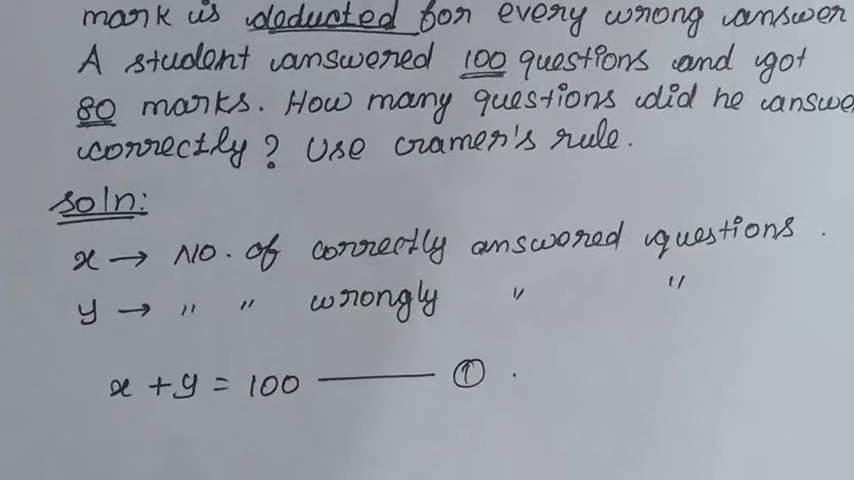 mark is deducted for every wrong answer
A student answered 100 questions and got
80 marks. How many questions did he answe
correctly? Use cramer's rule.
Soln:
x → No. of correctly answered questions.
y → " " wrongly " "
x + y = 100 ——— ①.